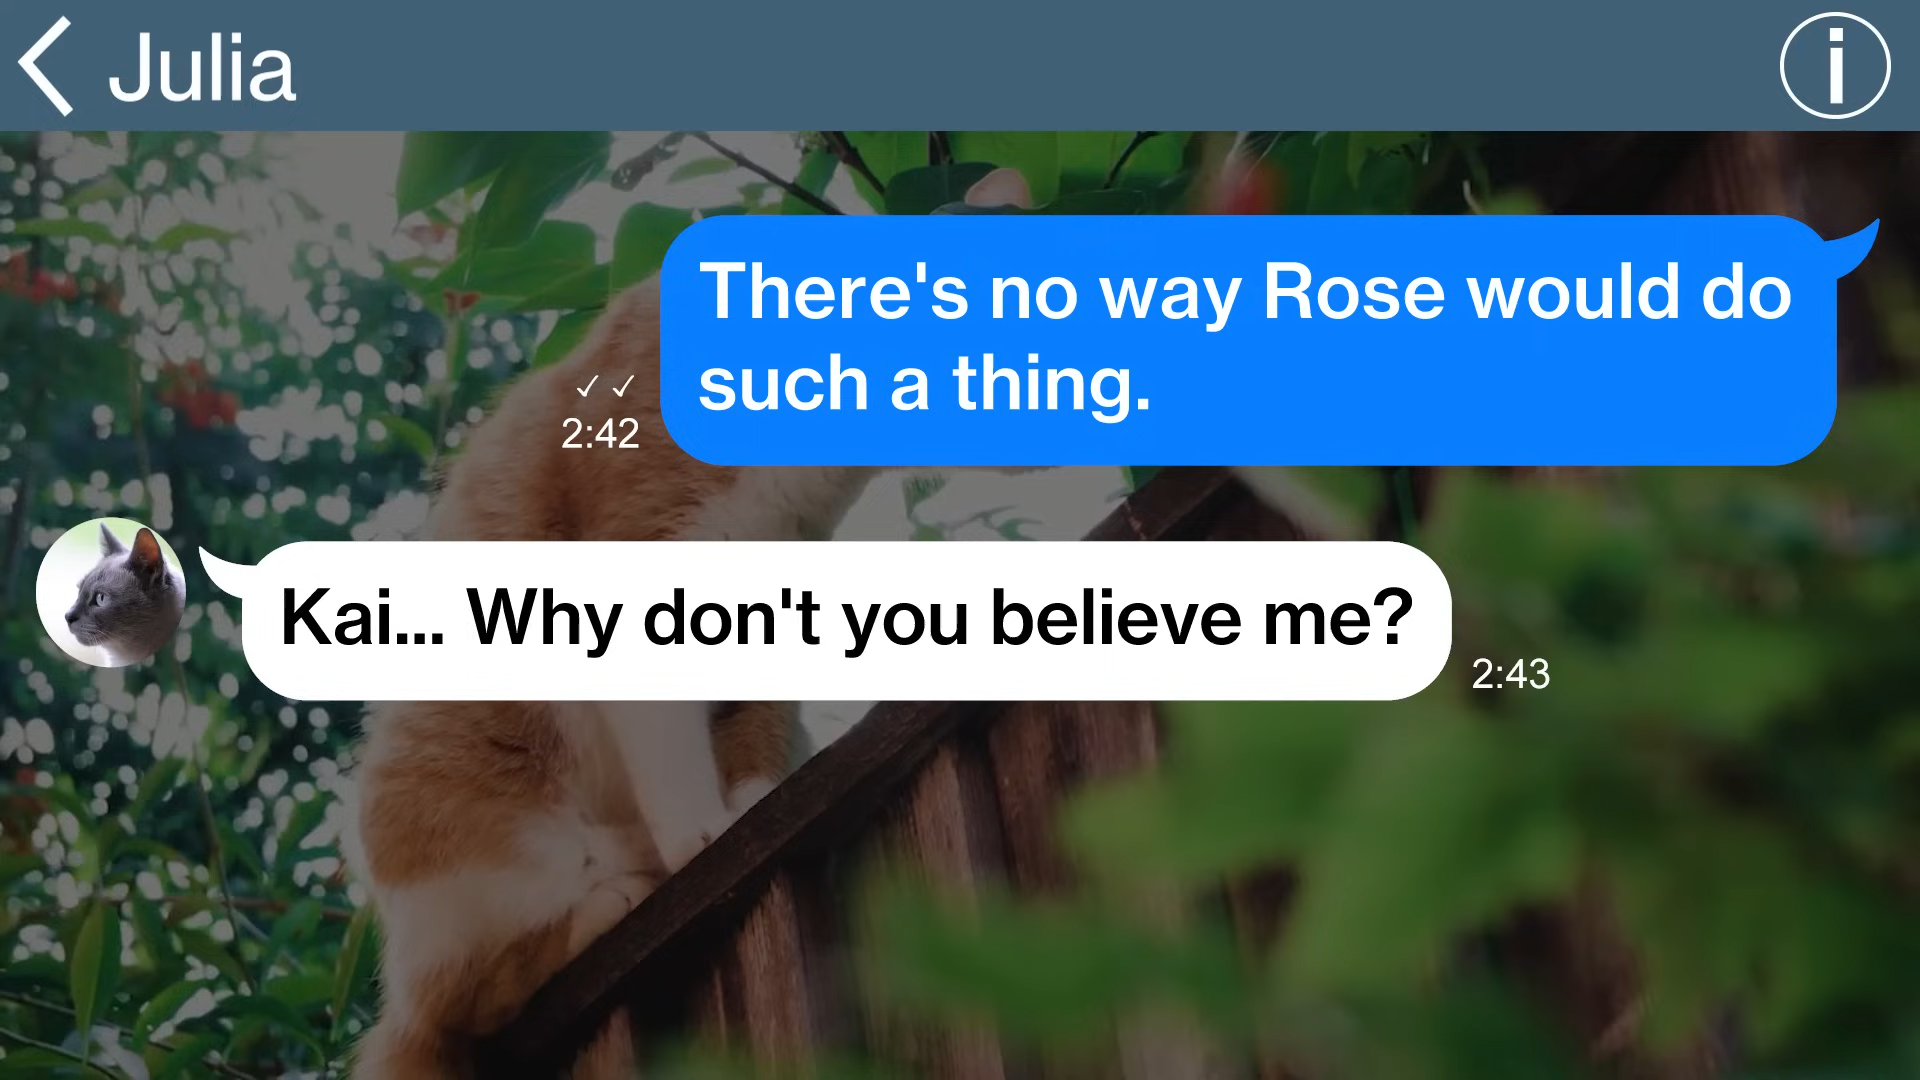 Julia
There's no way Rose would do
such a thing.
✓ ✓
2:42
Kai... Why don't you believe me?
2:43